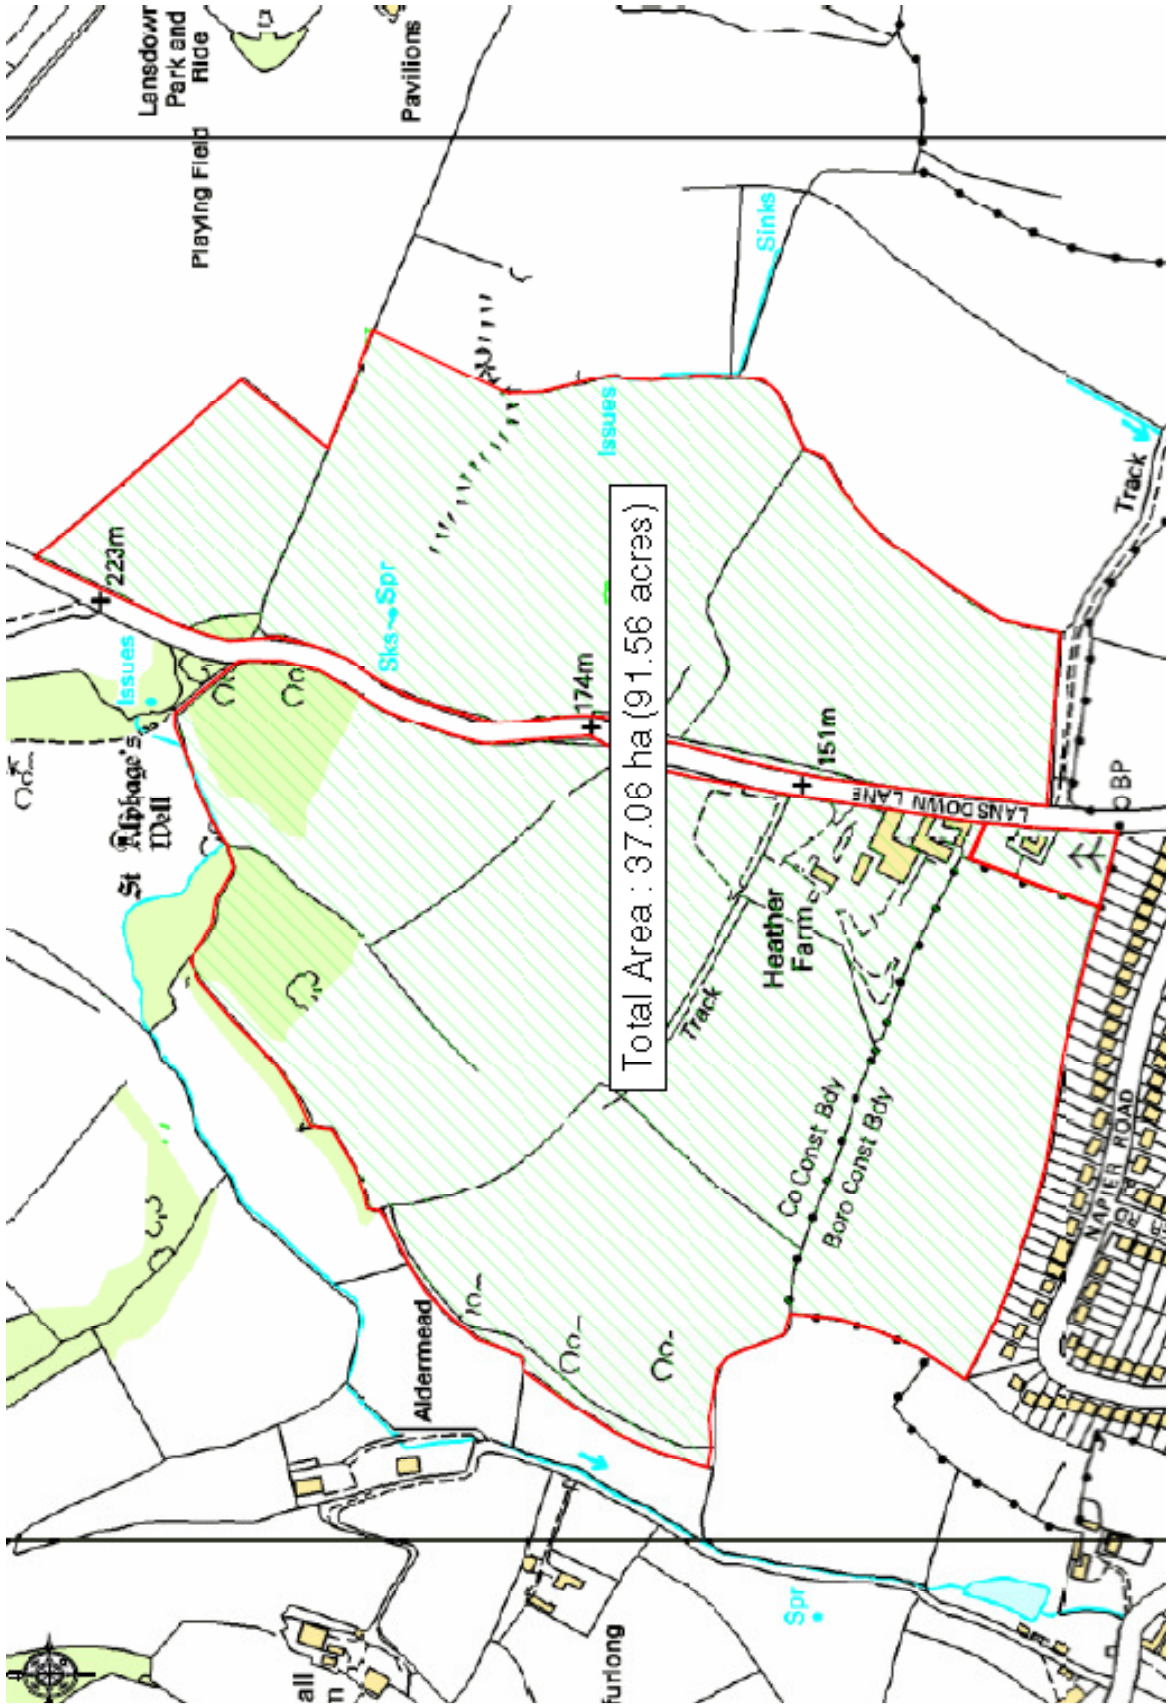 Lansdown
Park and
Ride
Pavilions
Playing Field
Sinks
Issues
223m
Sks
Spr
Issues
174m
Track
St Alphage's
Well
Total Area : 37.06 ha (91.56 acres)
151m
LANSDOWN LANE
BP
Heather
Farm
Track
Co Const Bdy
Boro Const Bdy
NAPIER ROAD
Aldermead
Spr
furlong
all